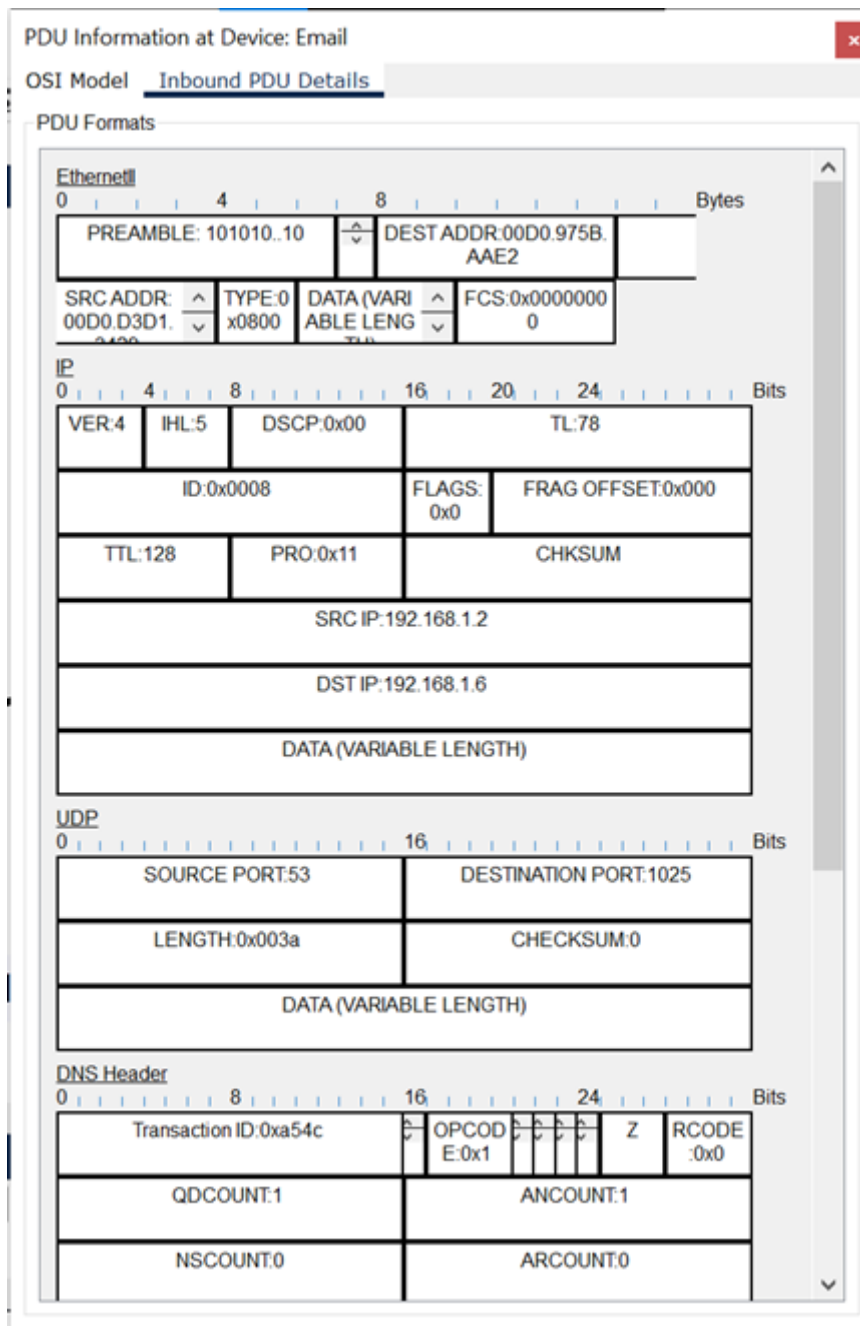 PDU Information at Device: Email
×
OSI Model Inbound PDU Details
PDU Formats
EthernetII
0 4 8 Bytes
PREAMBLE: 101010..10 DEST ADDR:00D0.975B.
AAE2
SRC ADDR: TYPE:0 DATA (VARI FCS:0x0000000
00D0.D3D1. x0800 ABLE LENG 0
TH)
IP
0 4 8 16 20 24 Bits
VER:4 IHL:5 DSCP:0x00 TL:78
ID:0x0008 FLAGS: FRAG OFFSET:0x000
0x0
TTL:128 PRO:0x11 CHKSUM
SRC IP:192.168.1.2
DST IP:192.168.1.6
DATA (VARIABLE LENGTH)
UDP
0 16 Bits
SOURCE PORT:53 DESTINATION PORT:1025
LENGTH:0x003a CHECKSUM:0
DATA (VARIABLE LENGTH)
DNS Header
0 8 16 24 Bits
Transaction ID:0xa54c OPCOD Z RCODE
E:0x1 :0x0
QDCOUNT:1 ANCOUNT:1
NSCOUNT:0 ARCOUNT:0